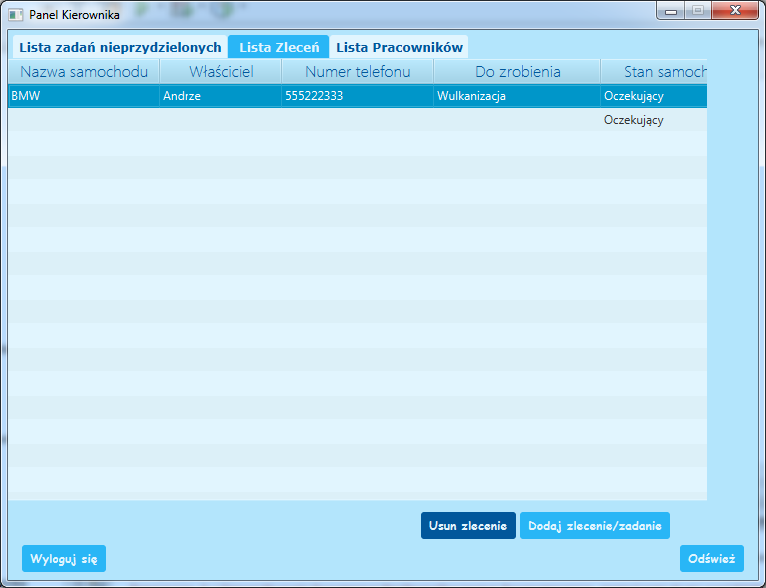 Panel Kierownika
Lista zadań nieprzydzielonych Lista Zleceń Lista Pracowników
Nazwa samochodu Właściciel Numer telefonu Do zrobienia Stan samoch
BMW Andrze 555222333 Wulkanizacja Oczekujący
Oczekujący
Usun zlecenie Dodaj zlecenie/zadanie
Wyloguj się Odśwież